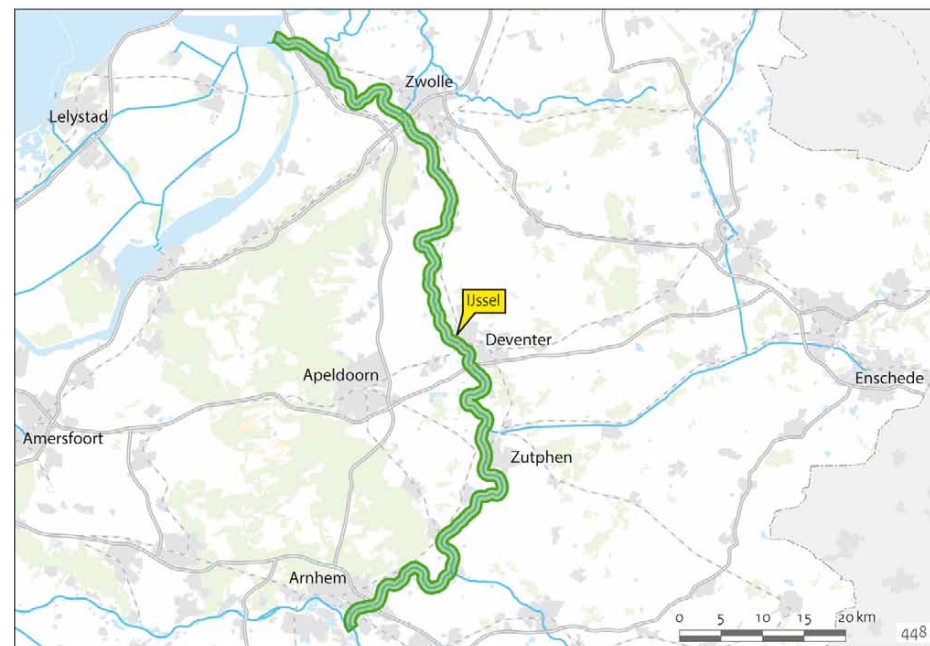 Zwolle
Lelystad
IJssel
Deventer
Apeldoorn
Enschede
Amersfoort
Zutphen
Arnhem
0 5 10 15 20 km
448